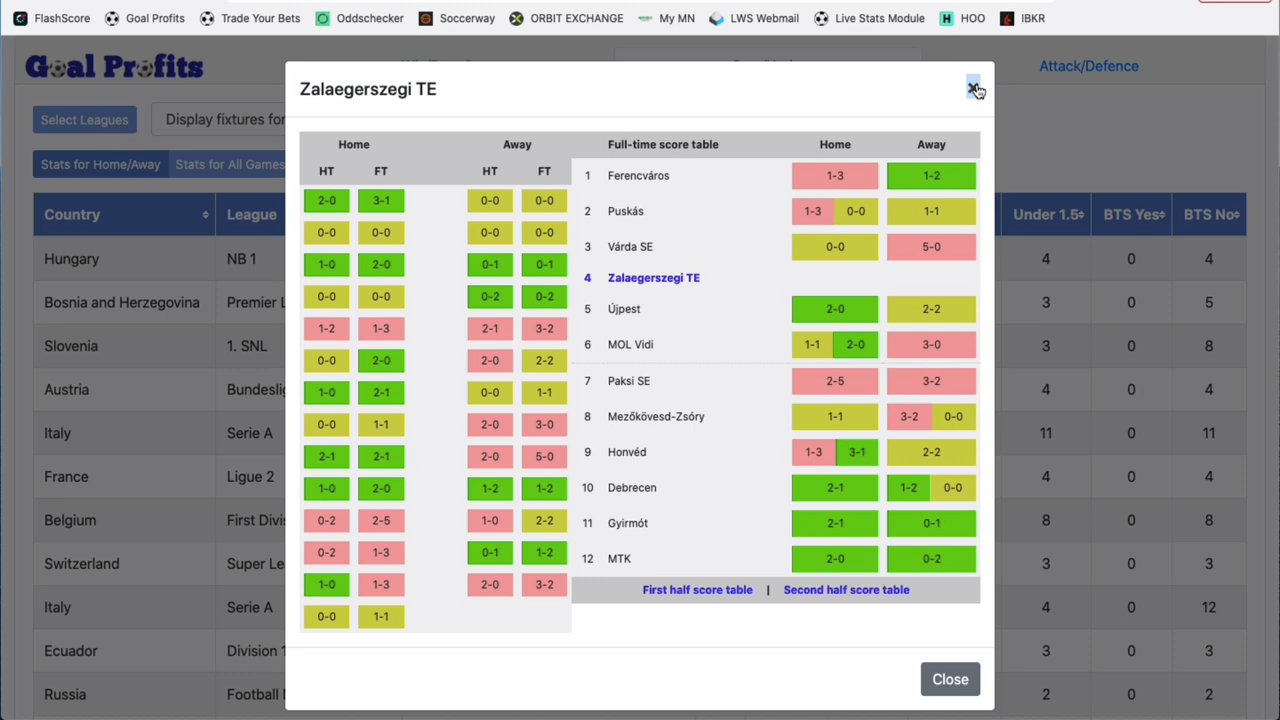 FlashScore Goal Profits Trade Your Bets Oddschecker Soccerway ORBIT EXCHANGE My MN LWS Webmail Live Stats Module HOO IBKR
Goal Profits Attack/Defence
Select Leagues Display fixtures for
Stats for Home/Away Stats for All Games
Country League Under 1.5 BTS Yes BTS No
Hungary NB 1 4 0 4
Bosnia and Herzegovina Premier L 3 0 5
Slovenia 1. SNL 3 0 8
Austria Bundeslig 4 0 4
Italy Serie A 11 0 11
France Ligue 2 4 0 4
Belgium First Divis 8 0 8
Switzerland Super Le 3 0 3
Italy Serie A 4 0 12
Ecuador Division 1 3 0 3
Russia Football 2 0 2
Zalaegerszegi TE
Home Away
HT FT HT FT
2-0 3-1 0-0 0-0
0-0 0-0 0-0 0-0
1-0 2-0 0-1 0-1
0-0 0-0 0-2 0-2
1-2 1-3 2-1 3-2
0-0 2-0 2-0 2-2
1-0 2-1 0-0 1-1
0-0 1-1 2-0 3-0
2-1 2-1 2-0 5-0
1-0 2-0 1-2 1-2
0-2 2-5 1-0 2-2
0-2 1-3 0-1 1-2
1-0 1-3 2-0 3-2
0-0 1-1
Full-time score table Home Away
1 Ferencváros 1-3 1-2
2 Puskás 1-3 0-0 1-1
3 Várda SE 0-0 5-0
4 Zalaegerszegi TE
5 Újpest 2-0 2-2
6 MOL Vidi 1-1 2-0 3-0
7 Paksi SE 2-5 3-2
8 Mezőkövesd-Zsóry 1-1 3-2 0-0
9 Honvéd 1-3 3-1 2-2
10 Debrecen 2-1 1-2 0-0
11 Gyirmót 2-1 0-1
12 MTK 2-0 0-2
First half score table | Second half score table
Close